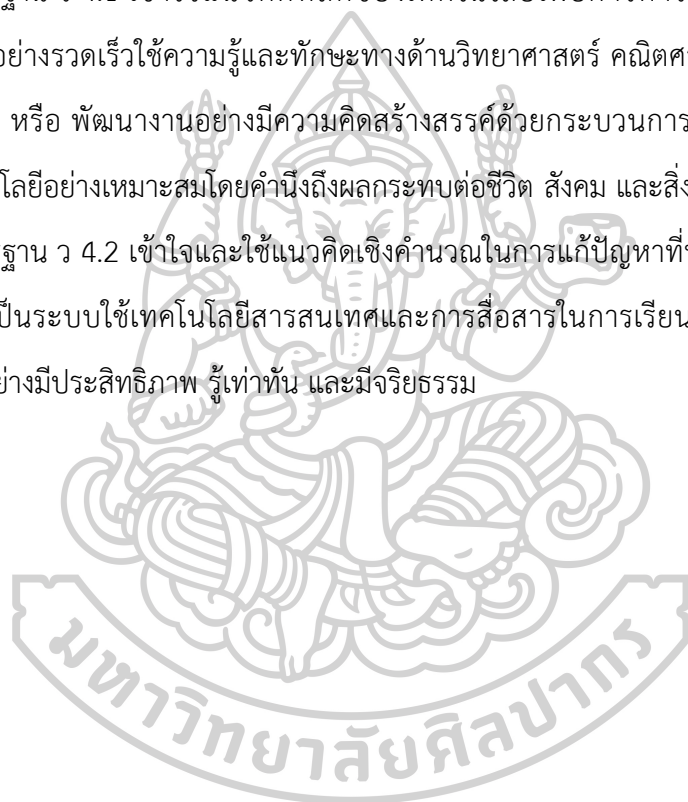 อย่างรวดเร็วใช้ความรู้และทักษะทางด้านวิทยาศาสตร์
หรือ พัฒนางานอย่างมีความคิดสร้างสรรค์ด้วยกระบวนการ
โลยีอย่างเหมาะสมโดยคำนึงถึงผลกระทบต่อชีวิต สังคม และสิ่ง
ฐาน ว 4.2 เข้าใจและใช้แนวคิดเชิงคำนวณในการแก้ปัญหาที่
ป็นระบบใช้เทคโนโลยีสารสนเทศและการสื่อสารในการเรียน
ย่างมีประสิทธิภาพ รู้เท่าทัน และมีจริยธรรม
มหาวิทยาลัยศิลปากร